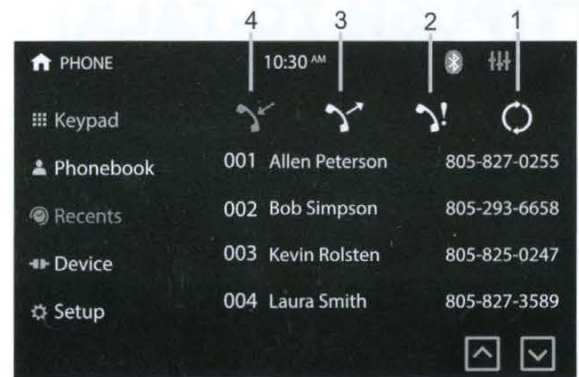 4 3 2 1
PHONE 10:30 AM
Keypad
Phonebook 001 Allen Peterson 805-827-0255
Recents 002 Bob Simpson 805-293-6658
Device 003 Kevin Rolsten 805-825-0247
Setup 004 Laura Smith 805-827-3589